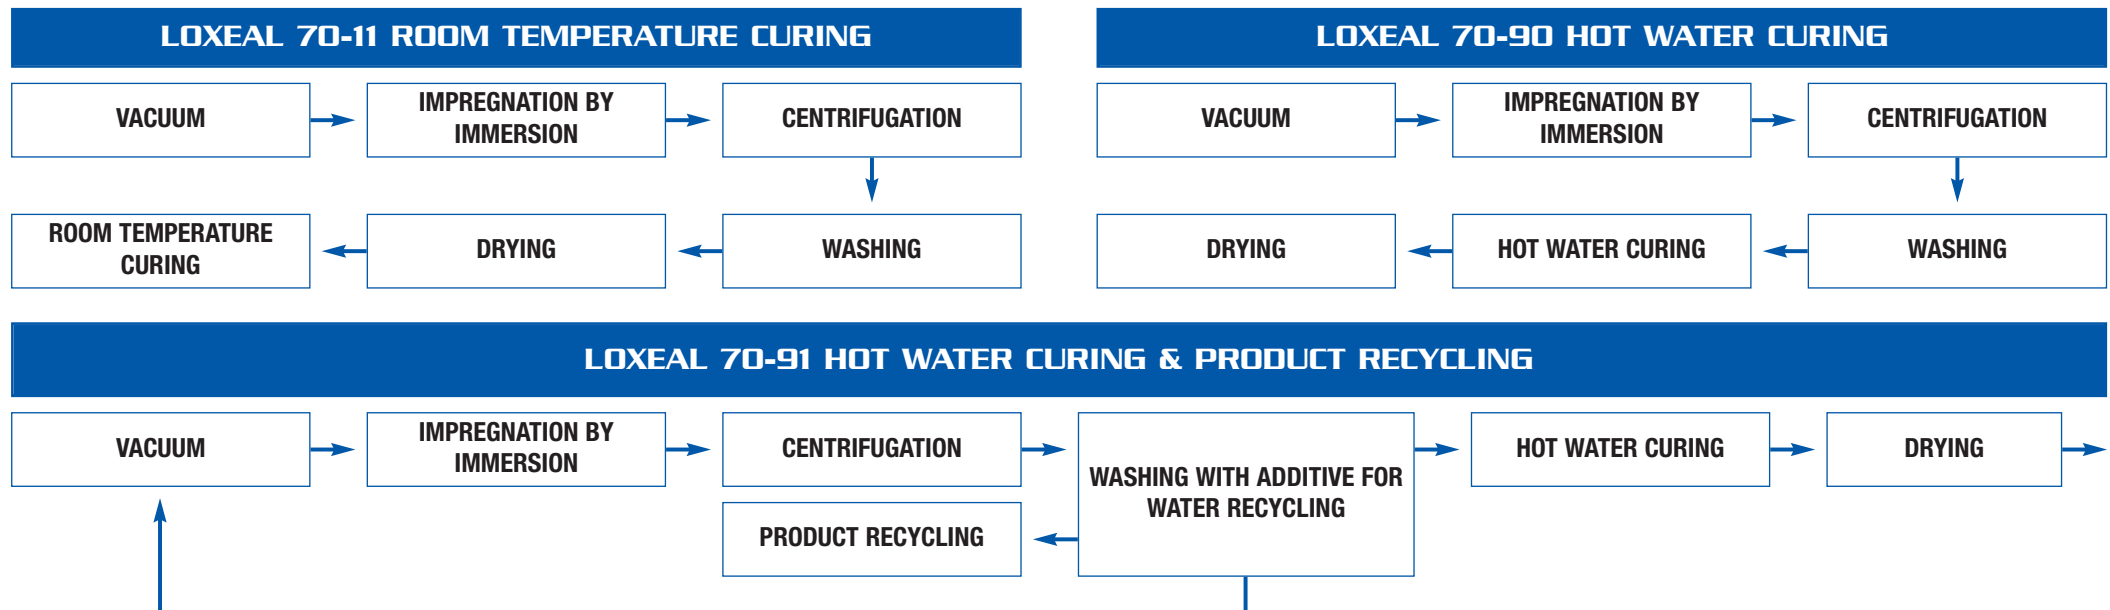 LOXEAL 70-11 ROOM TEMPERATURE CURING
VACUUM
IMPREGNATION BY
IMMERSION
CENTRIFUGATION
WASHING
DRYING
ROOM TEMPERATURE
CURING
LOXEAL 70-90 HOT WATER CURING
VACUUM
IMPREGNATION BY
IMMERSION
CENTRIFUGATION
WASHING
HOT WATER CURING
DRYING
LOXEAL 70-91 HOT WATER CURING & PRODUCT RECYCLING
VACUUM
IMPREGNATION BY
IMMERSION
CENTRIFUGATION
WASHING WITH ADDITIVE FOR
WATER RECYCLING
HOT WATER CURING
DRYING
PRODUCT RECYCLING